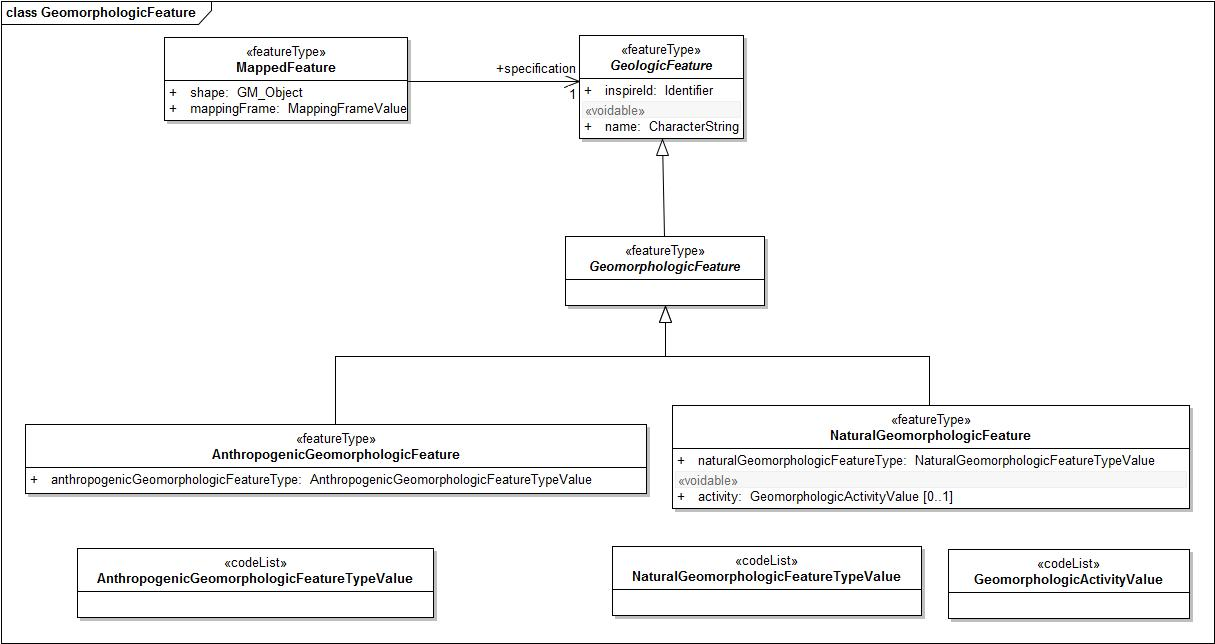 class GeomorphologicFeature
«featureType»
MappedFeature
+ shape: GM_Object
+ mappingFrame: MappingFrameValue
+specification
1
«featureType»
GeologicFeature
+ inspireId: Identifier
«voidable»
+ name: CharacterString
«featureType»
GeomorphologicFeature
«featureType»
AnthropogenicGeomorphologicFeature
+ anthropogenicGeomorphologicFeatureType: AnthropogenicGeomorphologicFeatureTypeValue
«featureType»
NaturalGeomorphologicFeature
+ naturalGeomorphologicFeatureType: NaturalGeomorphologicFeatureTypeValue
«voidable»
+ activity: GeomorphologicActivityValue [0..1]
«codeList»
AnthropogenicGeomorphologicFeatureTypeValue
«codeList»
NaturalGeomorphologicFeatureTypeValue
«codeList»
GeomorphologicActivityValue